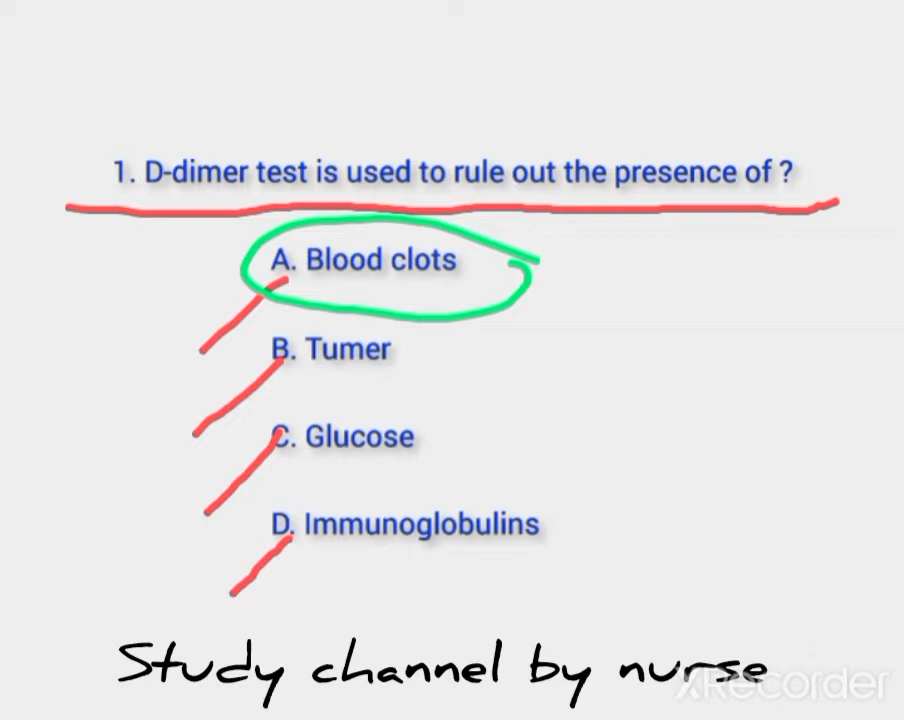 1. D-dimer test is used to rule out the presence of ?
A. Blood clots
B. Tumer
C. Glucose
D. Immunoglobulins
Study channel by nurse
XRecorder